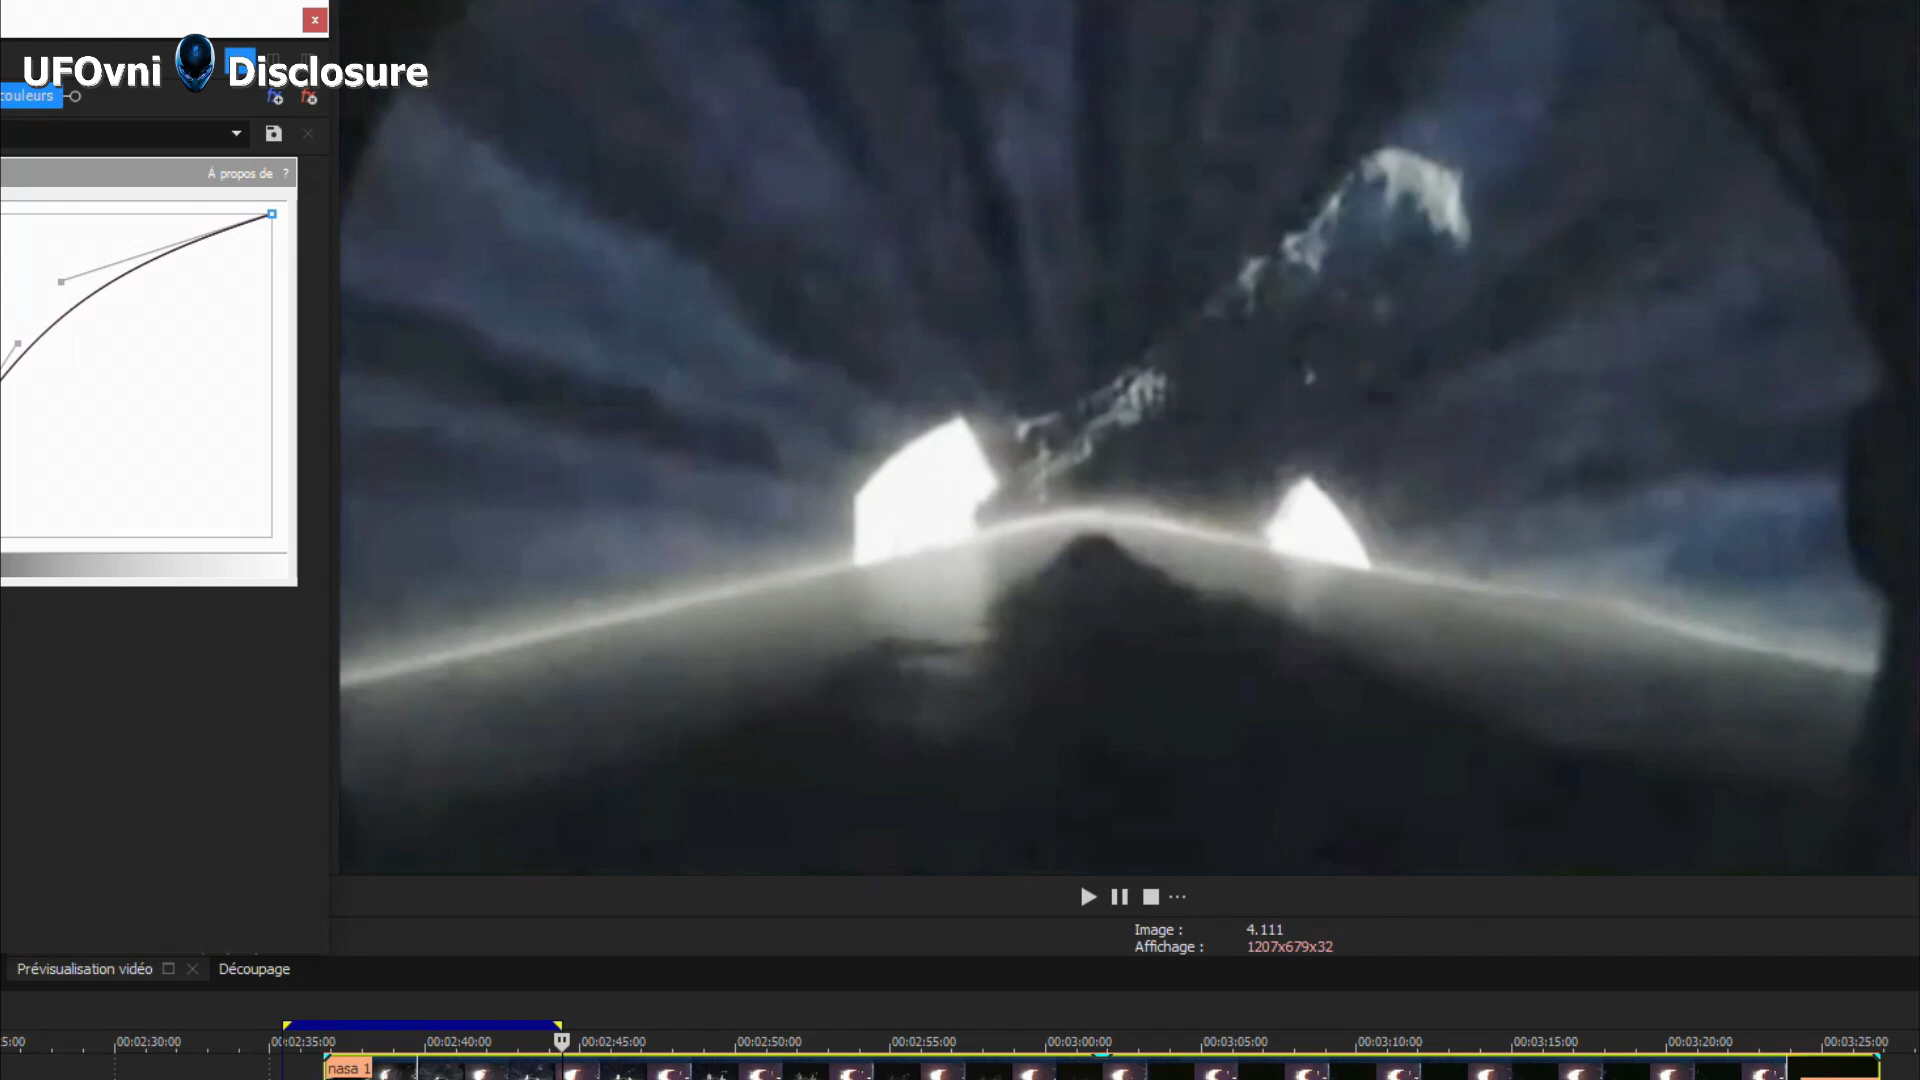 x
UFOvni Disclosure
couleurs
À propos de ?
Image : 4.111
Affichage : 1207x679x32
Prévisualisation vidéo
Découpage
5:00 00:02:30:00 00:02:35:00 00:02:40:00 00:02:45:00 00:02:50:00 00:02:55:00 00:03:00:00 00:03:05:00 00:03:10:00 00:03:15:00 00:03:20:00 00:03:25:00
nasa 1